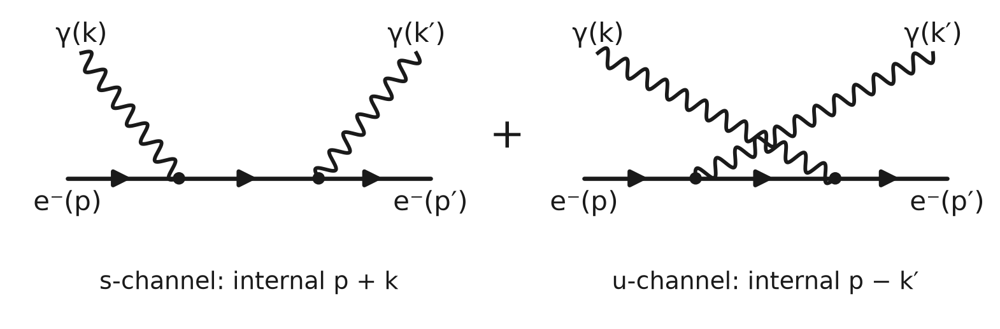 γ(k)
γ(k′)
γ(k)
γ(k′)
+
e⁻(p)
e⁻(p′)
e⁻(p)
e⁻(p′)
s-channel: internal p + k
u-channel: internal p − k′